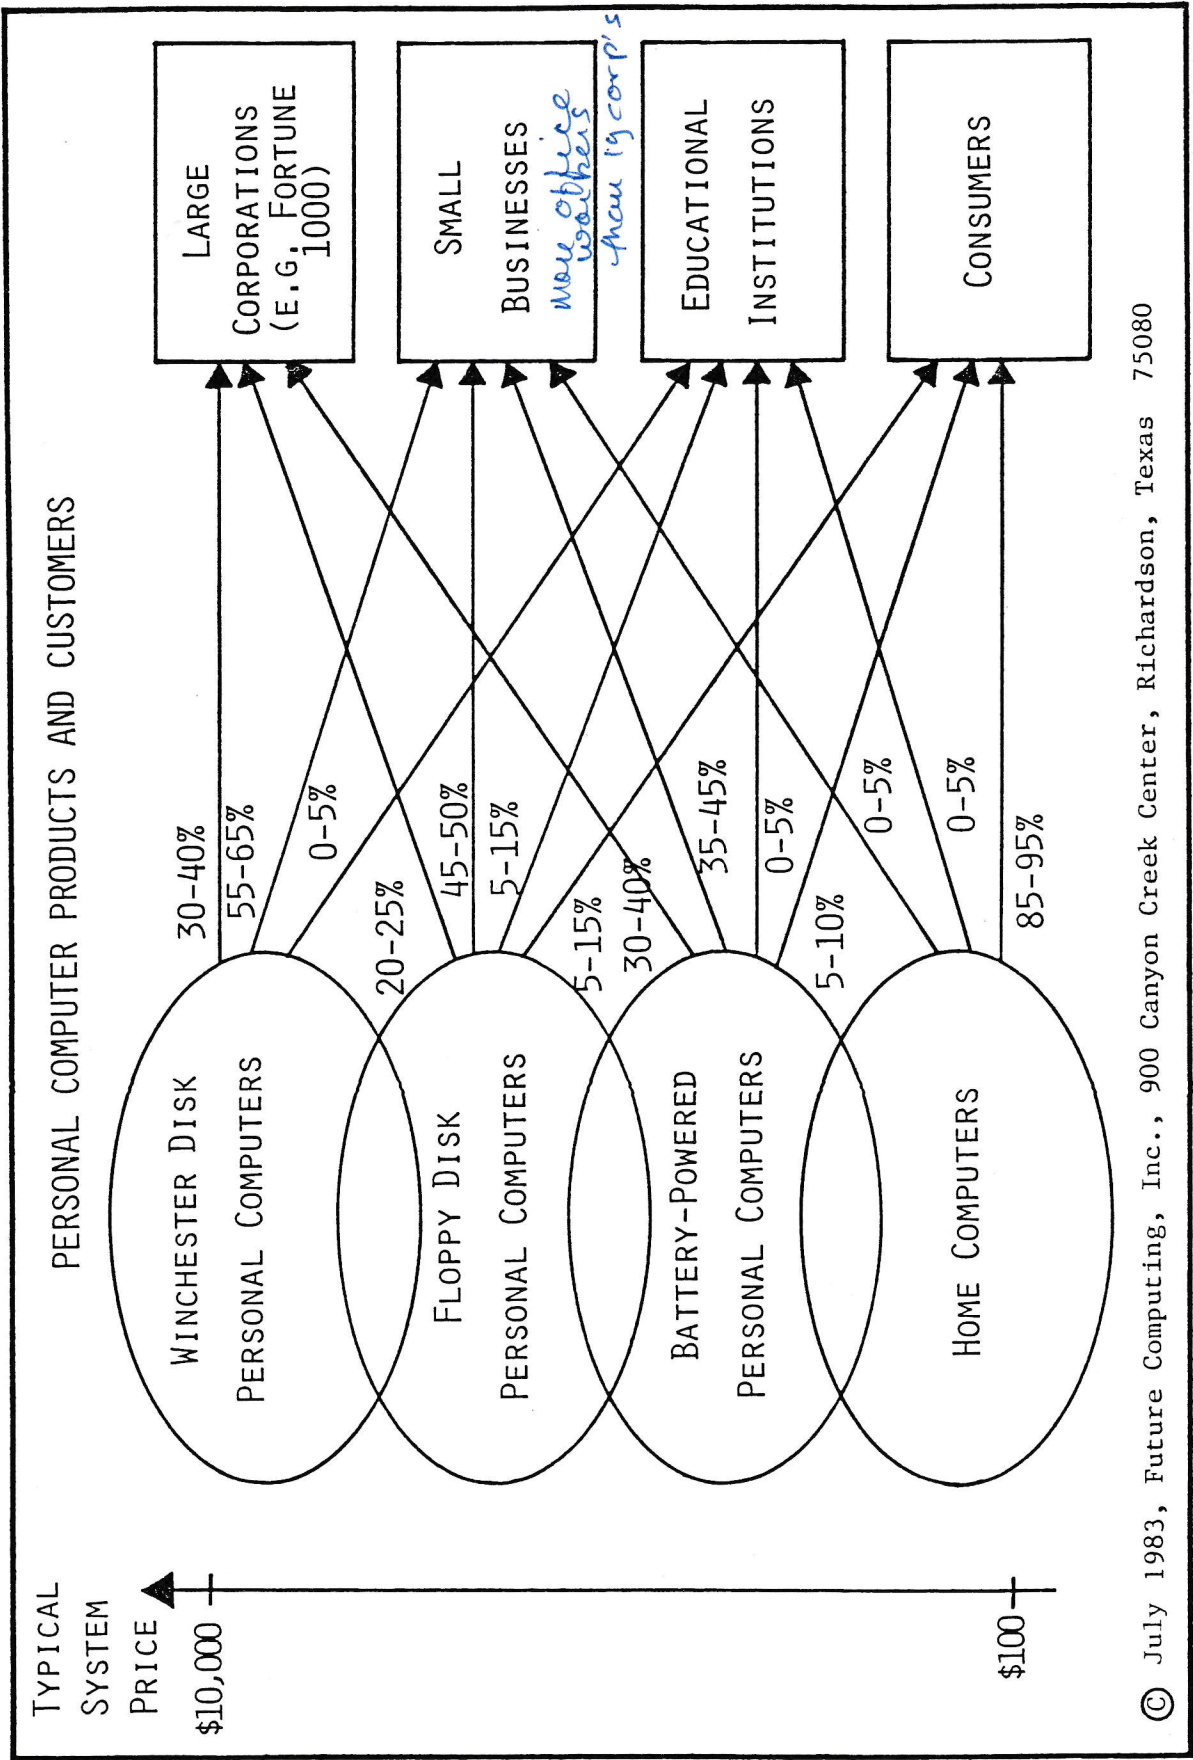 PERSONAL COMPUTER PRODUCTS AND CUSTOMERS
TYPICAL
SYSTEM
PRICE
$10,000
$100
WINCHESTER DISK
PERSONAL COMPUTERS
FLOPPY DISK
PERSONAL COMPUTERS
BATTERY-POWERED
PERSONAL COMPUTERS
HOME COMPUTERS
30-40%
55-65%
0-5%
20-25%
45-50%
5-15%
5-15%
30-40%
35-45%
0-5%
5-10%
0-5%
0-5%
85-95%
LARGE
CORPORATIONS
(E.G. FORTUNE
1000)
SMALL
BUSINESSES
more office
workers
than lg corp's
EDUCATIONAL
INSTITUTIONS
CONSUMERS
© July 1983, Future Computing, Inc., 900 Canyon Creek Center, Richardson, Texas 75080